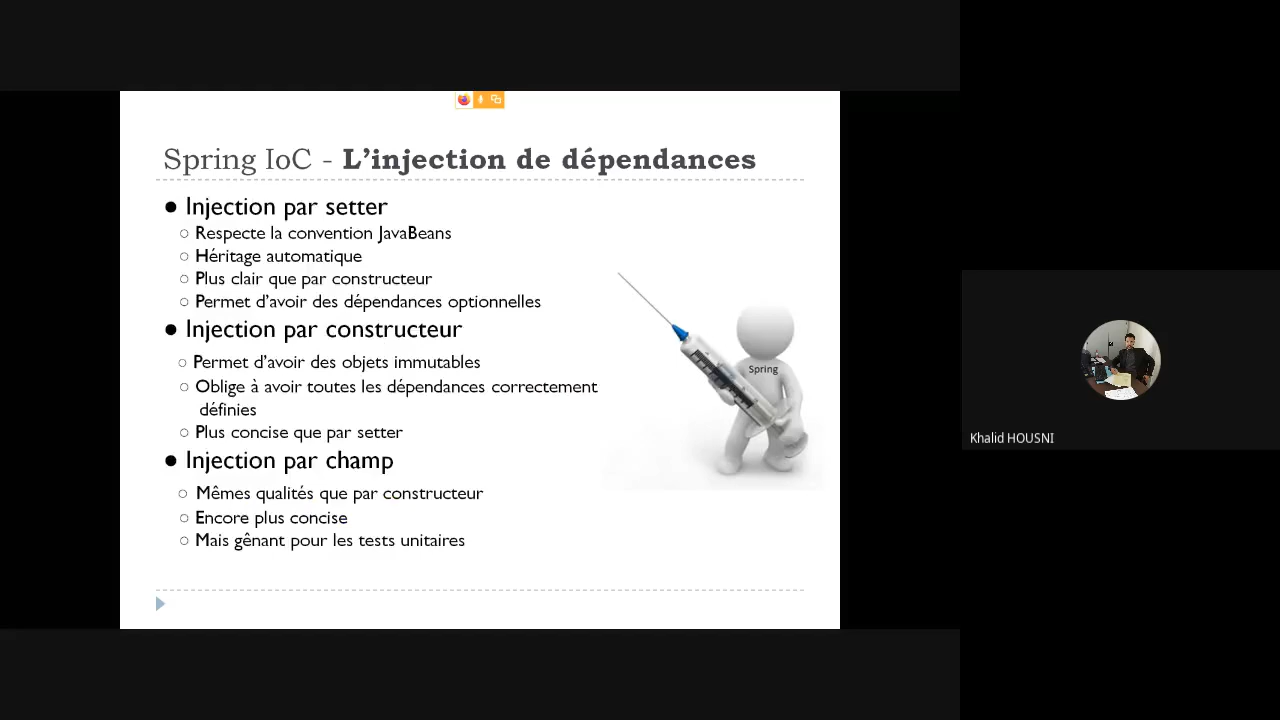 Spring IoC - L’injection de dépendances
● Injection par setter
○ Respecte la convention JavaBeans
○ Héritage automatique
○ Plus clair que par constructeur
○ Permet d’avoir des dépendances optionnelles
● Injection par constructeur
○ Permet d’avoir des objets immutables
○ Oblige à avoir toutes les dépendances correctement
définies
○ Plus concise que par setter
● Injection par champ
○ Mêmes qualités que par constructeur
○ Encore plus concise
○ Mais gênant pour les tests unitaires
Spring
Khalid HOUSNI